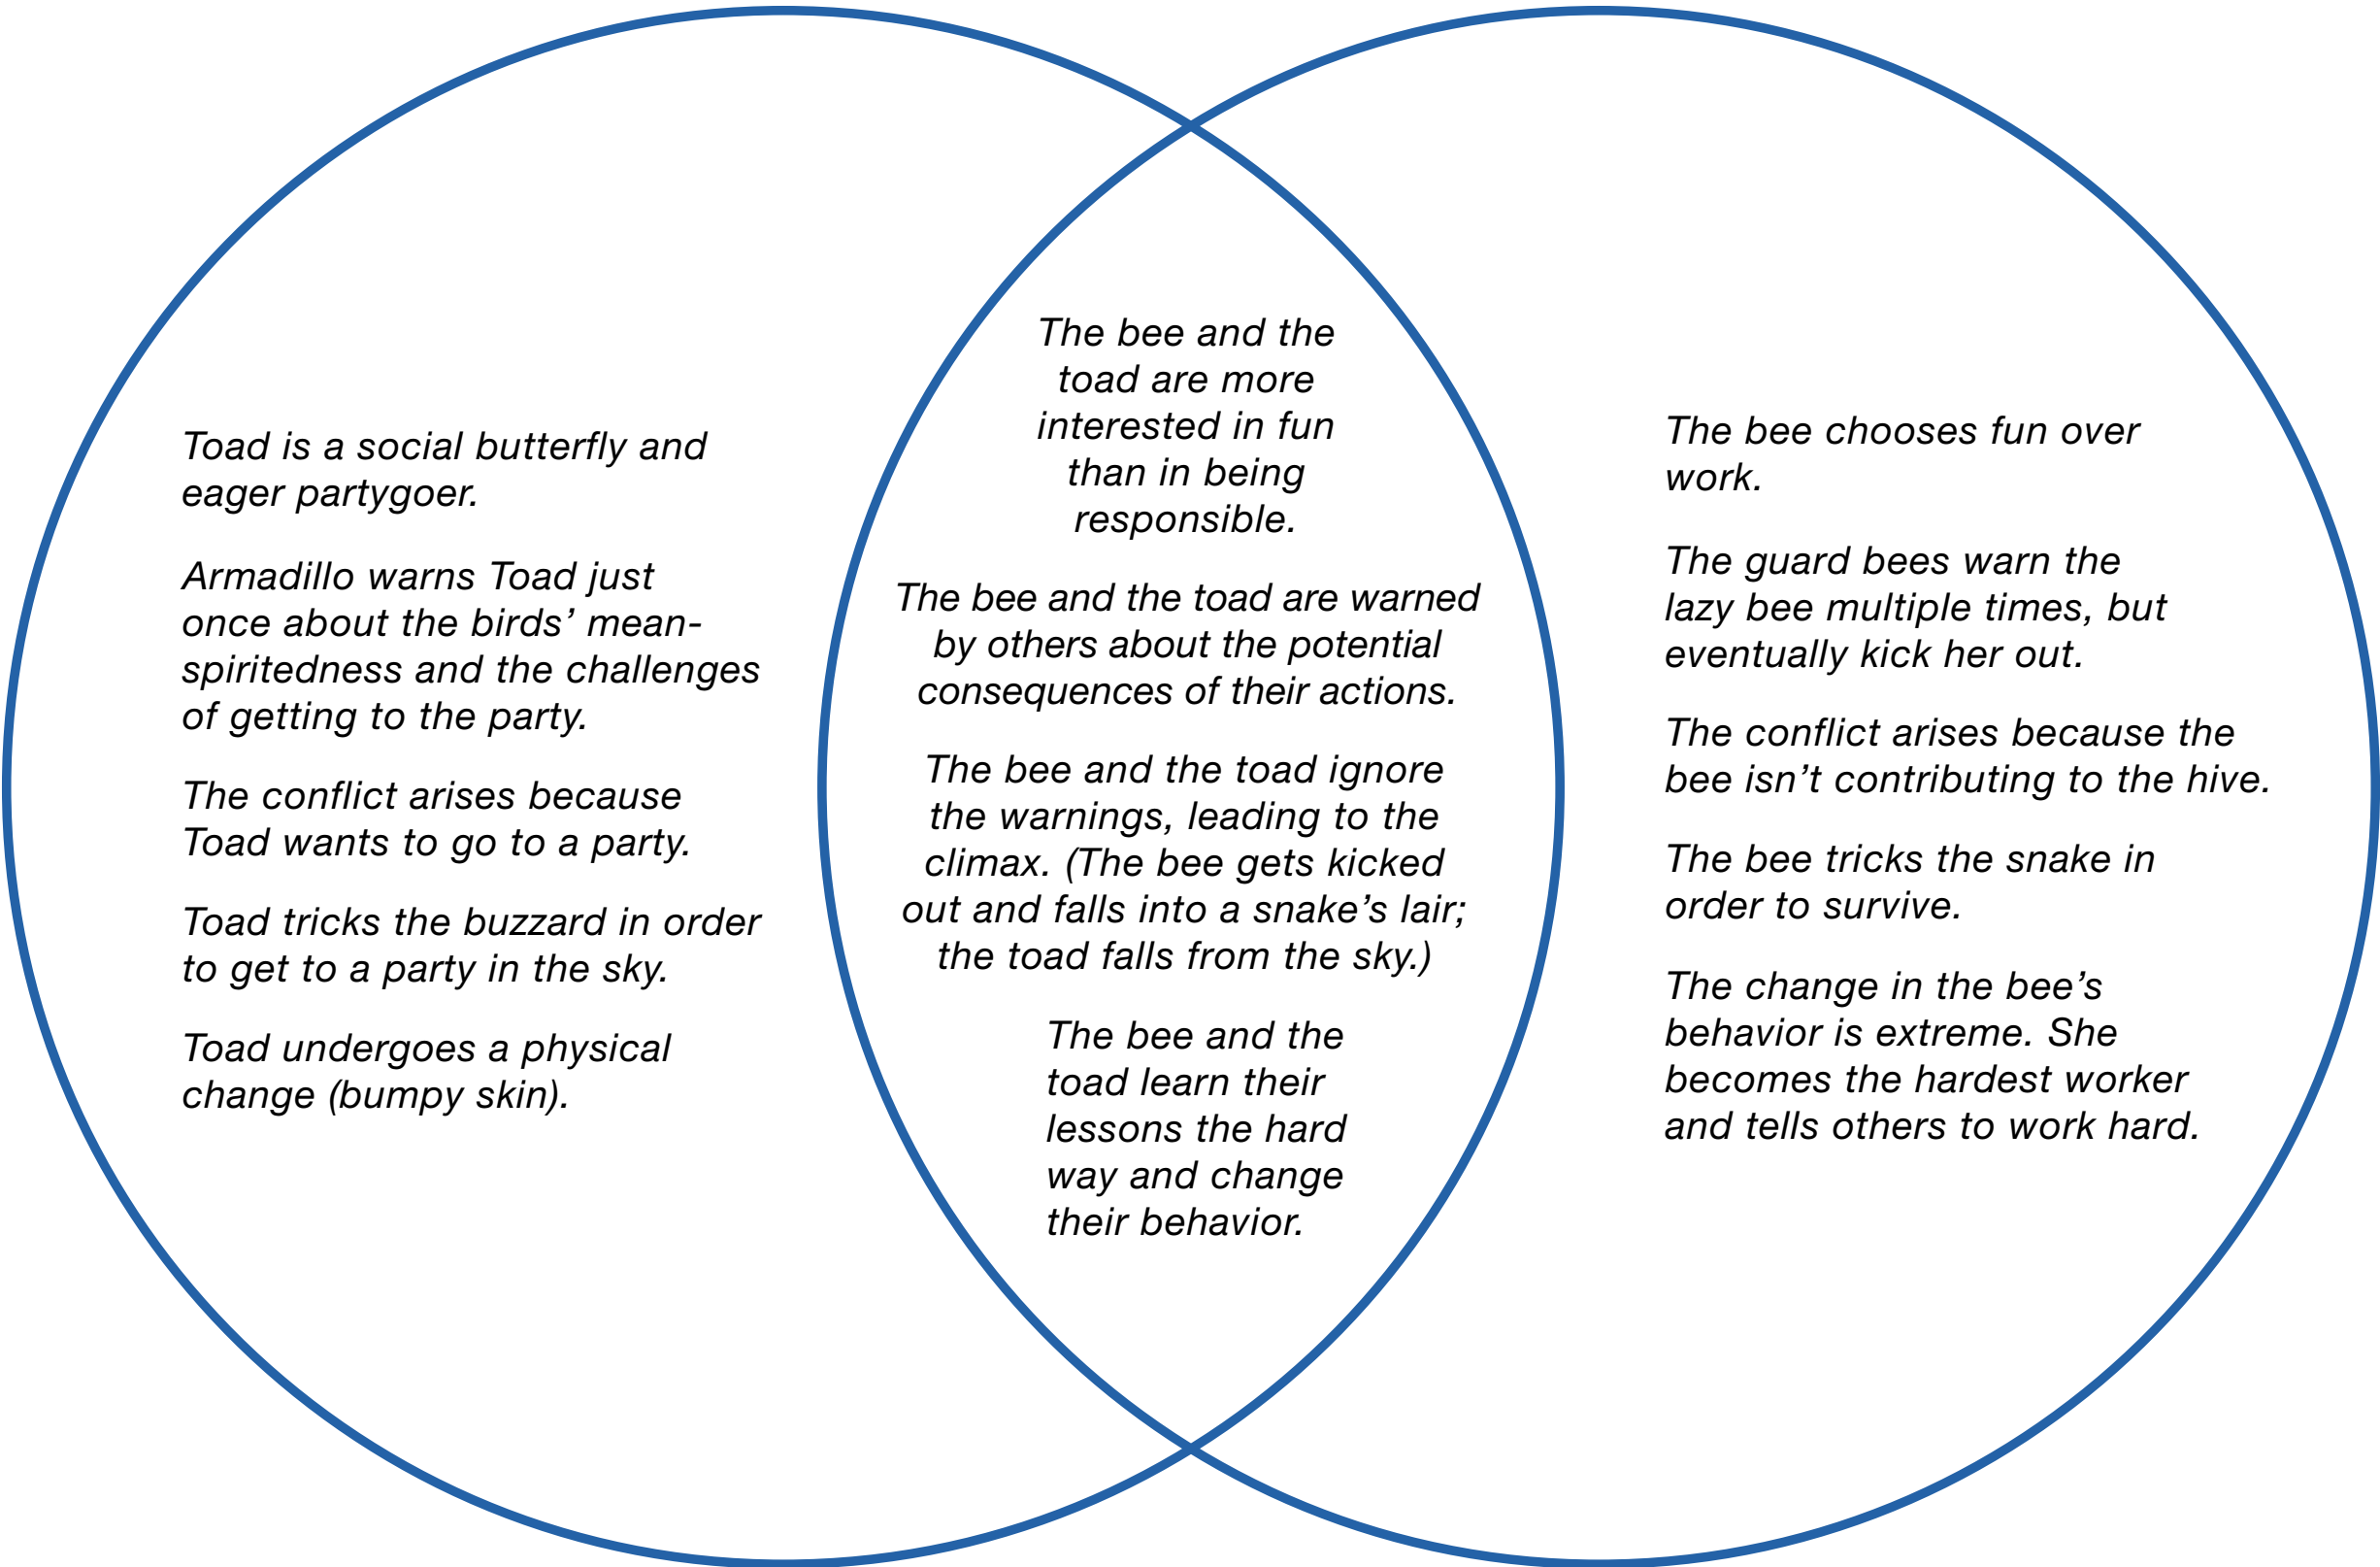 Toad is a social butterfly and
eager partygoer.
Armadillo warns Toad just
once about the birds’ mean-
spiritedness and the challenges
of getting to the party.
The conflict arises because
Toad wants to go to a party.
Toad tricks the buzzard in order
to get to a party in the sky.
Toad undergoes a physical
change (bumpy skin).
The bee and the
toad are more
interested in fun
than in being
responsible.
The bee and the toad are warned
by others about the potential
consequences of their actions.
The bee and the toad ignore
the warnings, leading to the
climax. (The bee gets kicked
out and falls into a snake’s lair;
the toad falls from the sky.)
The bee and the
toad learn their
lessons the hard
way and change
their behavior.
The bee chooses fun over
work.
The guard bees warn the
lazy bee multiple times, but
eventually kick her out.
The conflict arises because the
bee isn’t contributing to the hive.
The bee tricks the snake in
order to survive.
The change in the bee’s
behavior is extreme. She
becomes the hardest worker
and tells others to work hard.